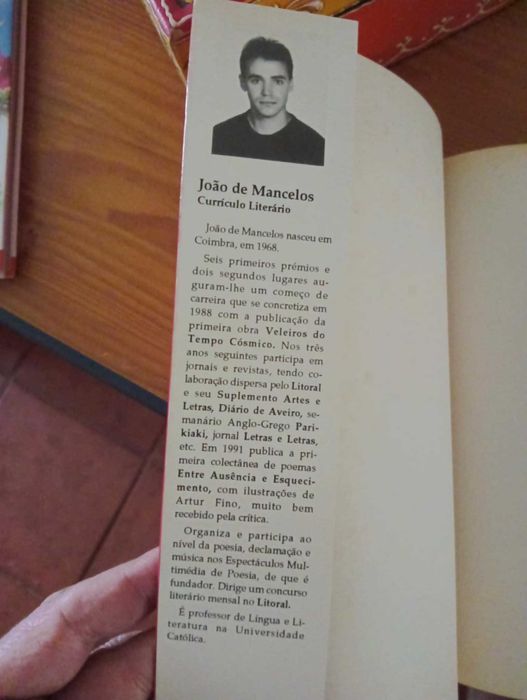 João de Mancelos
Currículo Literário
João de Mancelos nasceu em
Coimbra, em 1968.
Seis primeiros prémios e
dois segundos lugares au-
guram-lhe um começo de
carreira que se concretiza em
1988 com a publicação da
primeira obra Veleiros do
Tempo Cósmico. Nos três
anos seguintes participa em
jornais e revistas, tendo co-
laboração dispersa pelo Litoral
e seu Suplemento Artes e
Letras, Diário de Aveiro, se-
manário Anglo-Grego Pari-
kiaki, jornal Letras e Letras,
etc. Em 1991 publica a pri-
meira colectânea de poemas
Entre Ausência e Esqueci-
mento, com ilustrações de
Artur Fino, muito bem
recebido pela crítica.
Organiza e participa ao
nível da poesia, declamação e
música nos Espectáculos Mul-
timédia de Poesia, de que é
fundador. Dirige um concurso
literário mensal no Litoral.
É professor de Língua e Li-
teratura na Universidade
Católica.